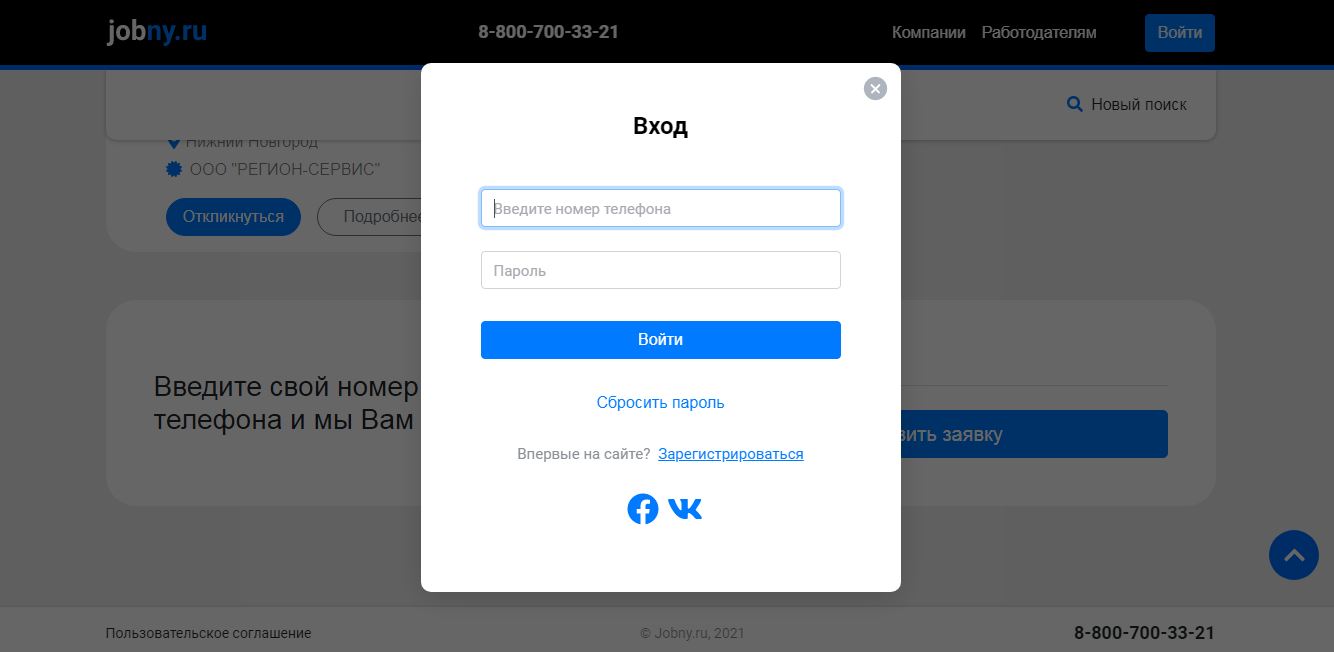 jobny.ru
8-800-700-33-21
Компании
Работодателям
Войти
Новый поиск
Нижний Новгород
ООО "РЕГИОН-СЕРВИС"
Откликнуться
Вход
Введите номер телефона
Пароль
Войти
Сбросить пароль
Впервые на сайте? Зарегистрироваться
Введите свой номер
телефона и мы Вам
заявку
Пользовательское соглашение
© Jobny.ru, 2021
8-800-700-33-21